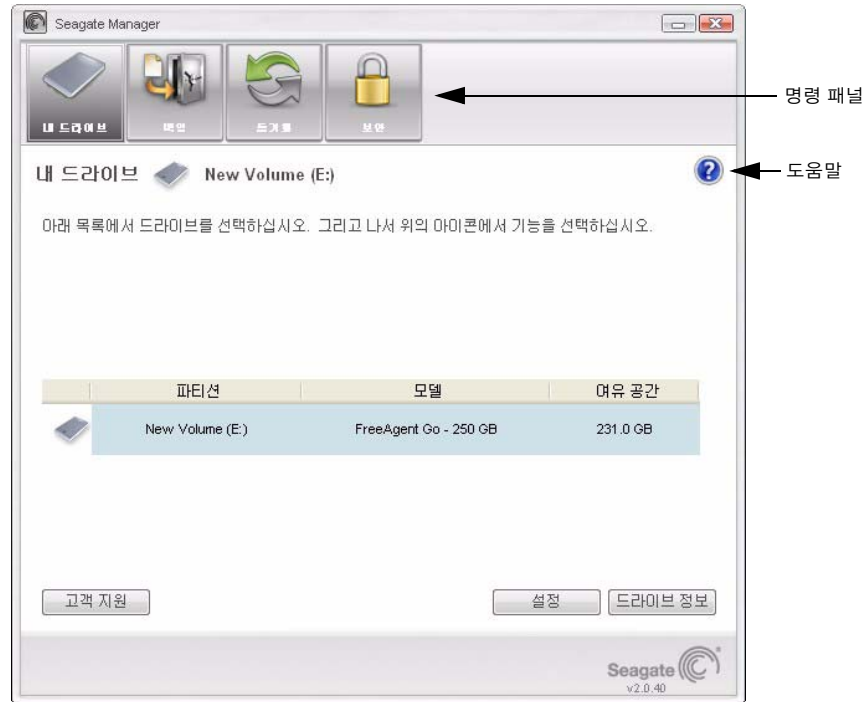 Seagate Manager
내 드라이브 백업 동기화 보안
명령 패널
내 드라이브 New Volume (E:)
도움말
아래 목록에서 드라이브를 선택하십시오. 그리고 나서 위의 아이콘에서 기능을 선택하십시오.
파티션 모델 여유 공간
New Volume (E:) FreeAgent Go - 250 GB 231.0 GB
고객 지원 설정 드라이브 정보
Seagate
v2.0.40